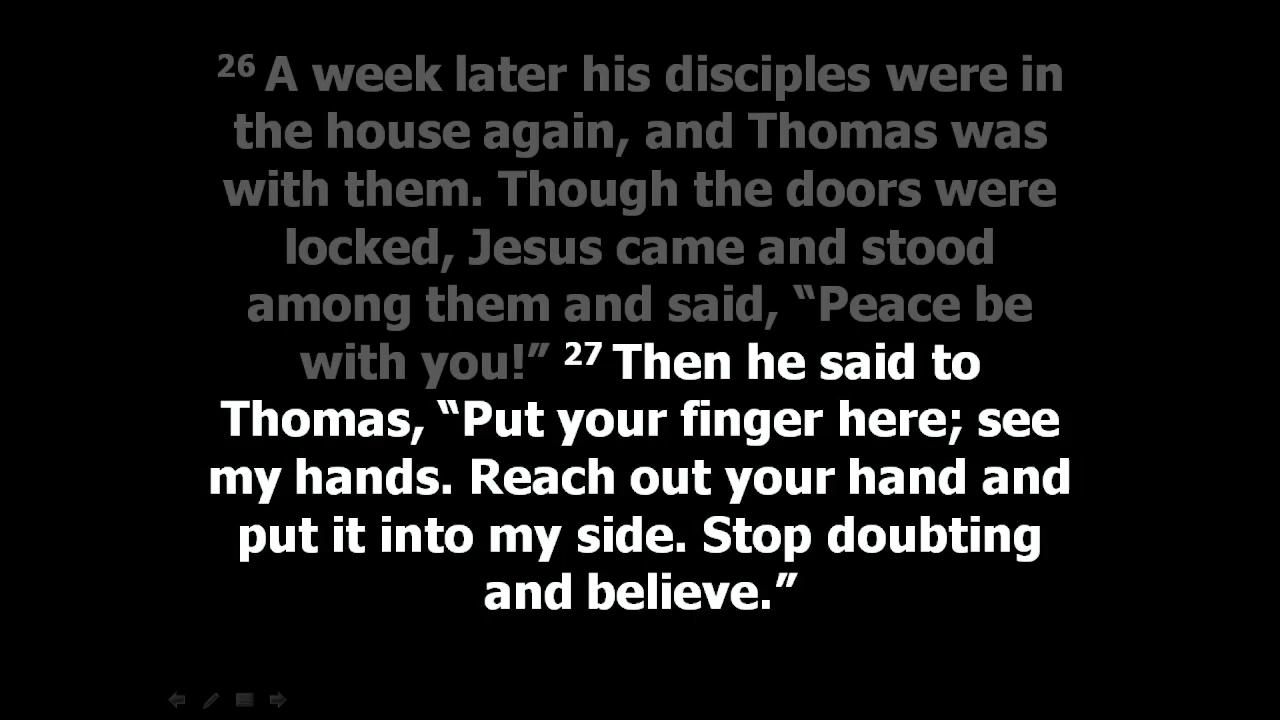 26 A week later his disciples were in
the house again, and Thomas was
with them. Though the doors were
locked, Jesus came and stood
among them and said, “Peace be
with you!” 27 Then he said to
Thomas, “Put your finger here; see
my hands. Reach out your hand and
put it into my side. Stop doubting
and believe.”